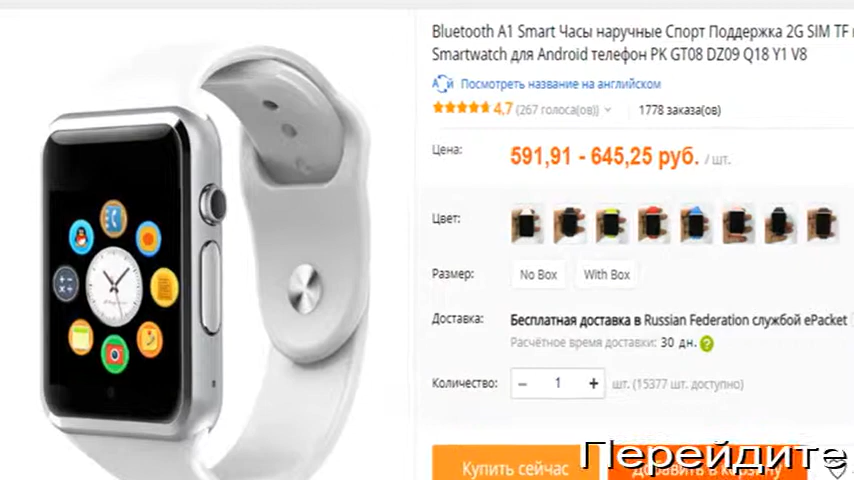 Bluetooth A1 Smart Часы наручные Спорт Поддержка 2G SIM TF
Smartwatch для Android телефон PK GT08 DZ09 Q18 Y1 V8
Посмотреть название на английском
4,7 (267 голоса(ов)) 1778 заказа(ов)
Цена: 591,91 - 645,25 руб. / шт.
Цвет:
Размер: No Box With Box
Доставка: Бесплатная доставка в Russian Federation службой ePacket
Расчётное время доставки: 30 дн. ?
Количество: − 1 + шт. (15377 шт. доступно)
Купить сейчас Добавить в корзину
Перейдите